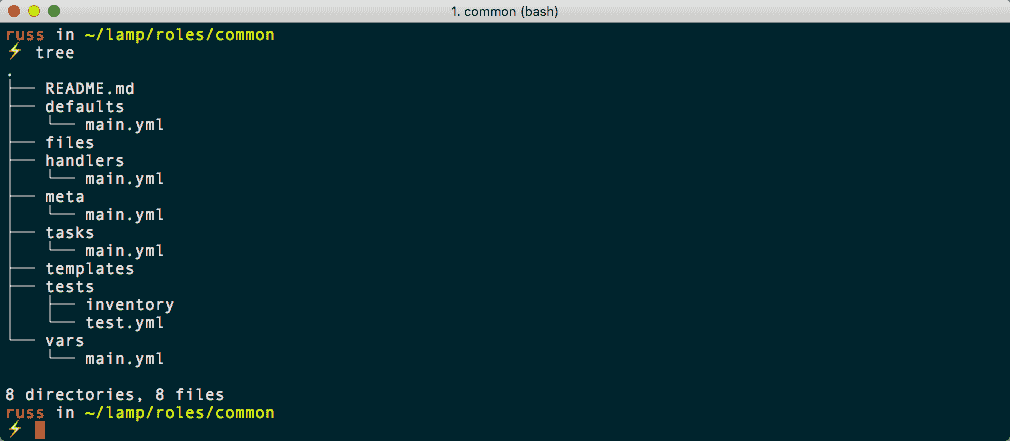 1. common (bash)
russ in ~/lamp/roles/common
⚡ tree
.
├── README.md
├── defaults
│   └── main.yml
├── files
├── handlers
│   └── main.yml
├── meta
│   └── main.yml
├── tasks
│   └── main.yml
├── templates
├── tests
│   ├── inventory
│   └── test.yml
└── vars
    └── main.yml

8 directories, 8 files
russ in ~/lamp/roles/common
⚡